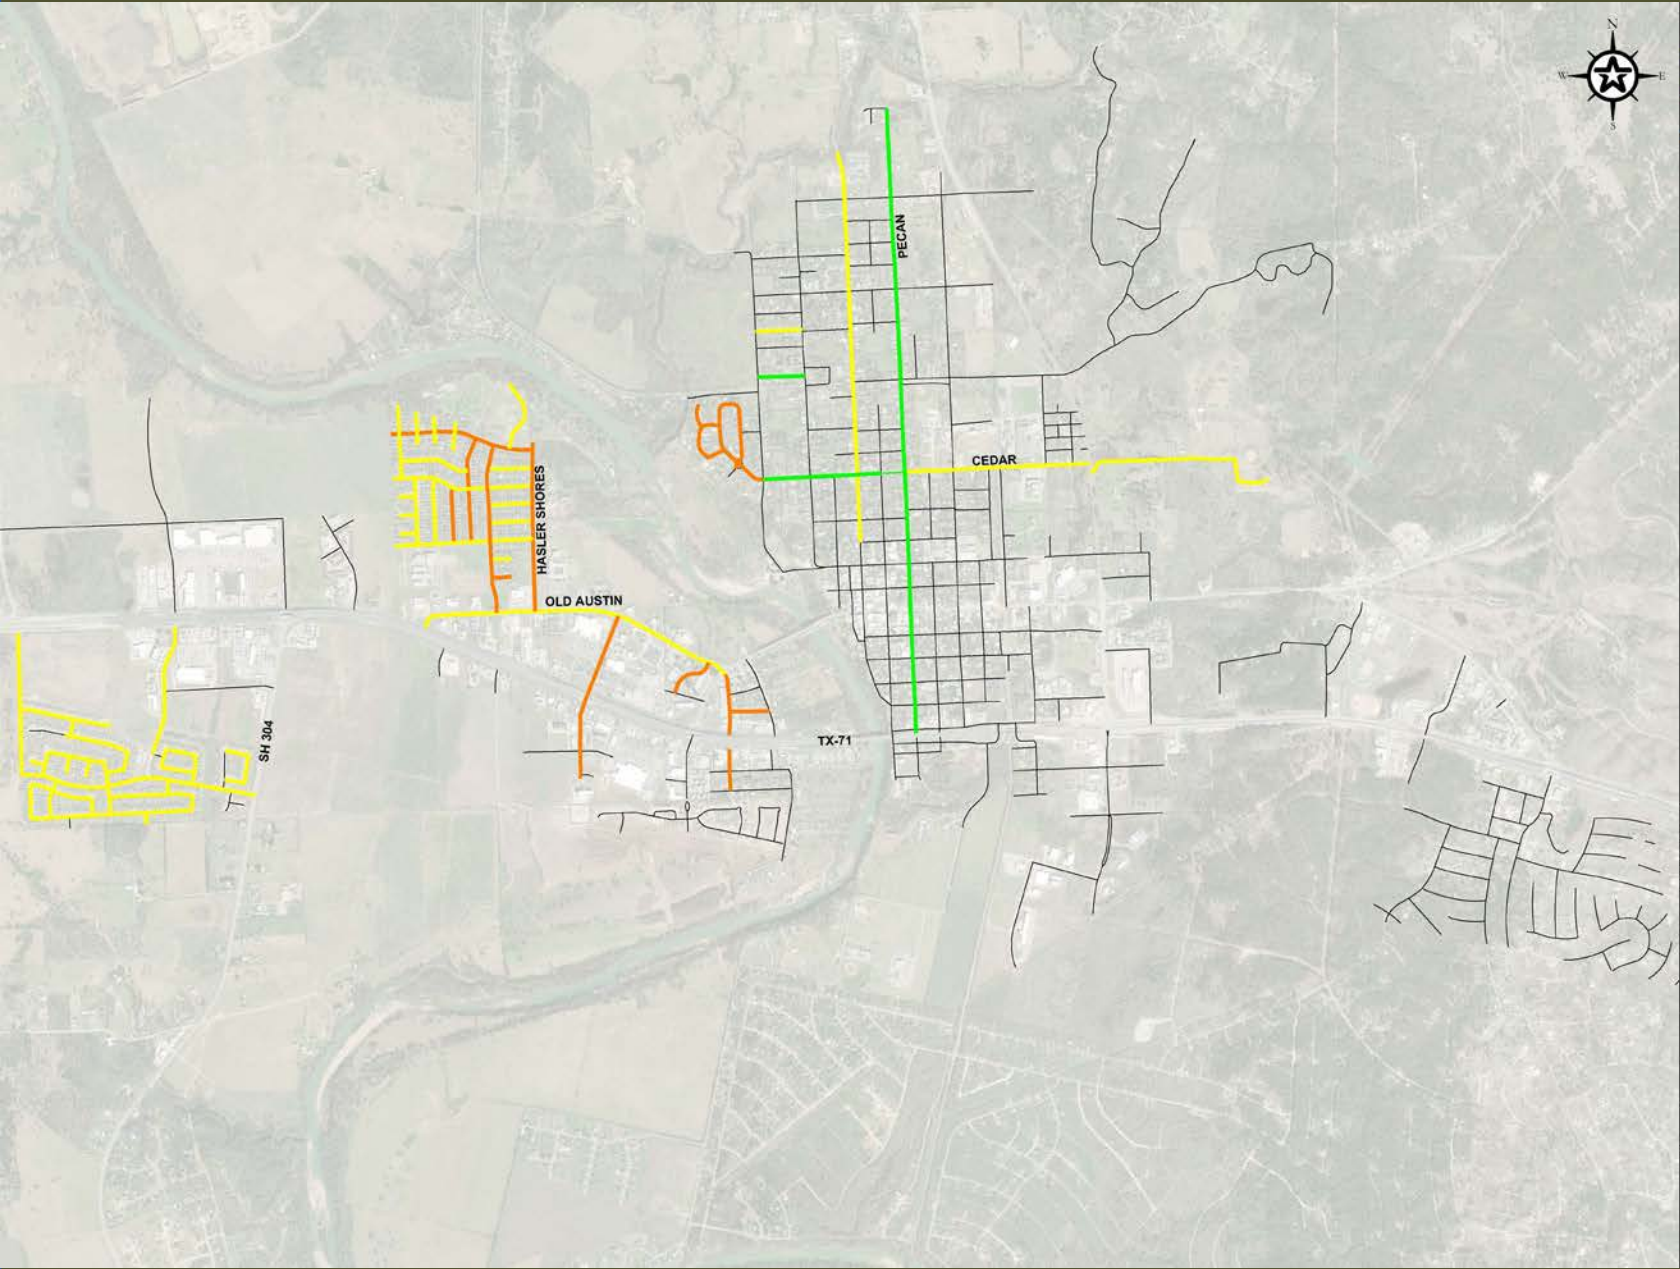 N
W
E
S
PECAN
CEDAR
HASLER SHORES
OLD AUSTIN
SH 304
TX-71